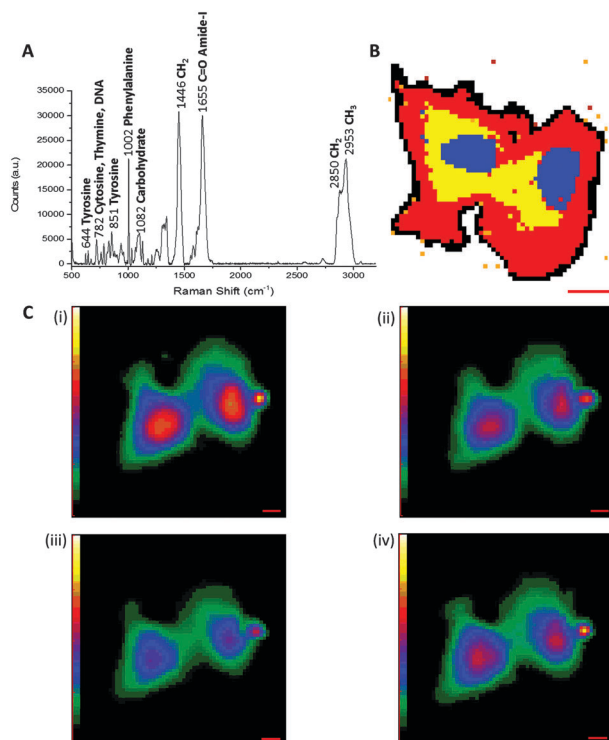 A
B
644 Tyrosine
782 Cytosine, Thymine, DNA
851 Tyrosine
1002 Phenylalanine
1082 Carbohydrate
1446 CH₂
1655 C=O Amide-I
2850 CH₂
2953 CH₃
Counts (a.u.)
35000
30000
25000
20000
15000
10000
5000
0
500 1000 1500 2000 2500 3000
Raman Shift (cm⁻¹)
C
(i)
(ii)
(iii)
(iv)